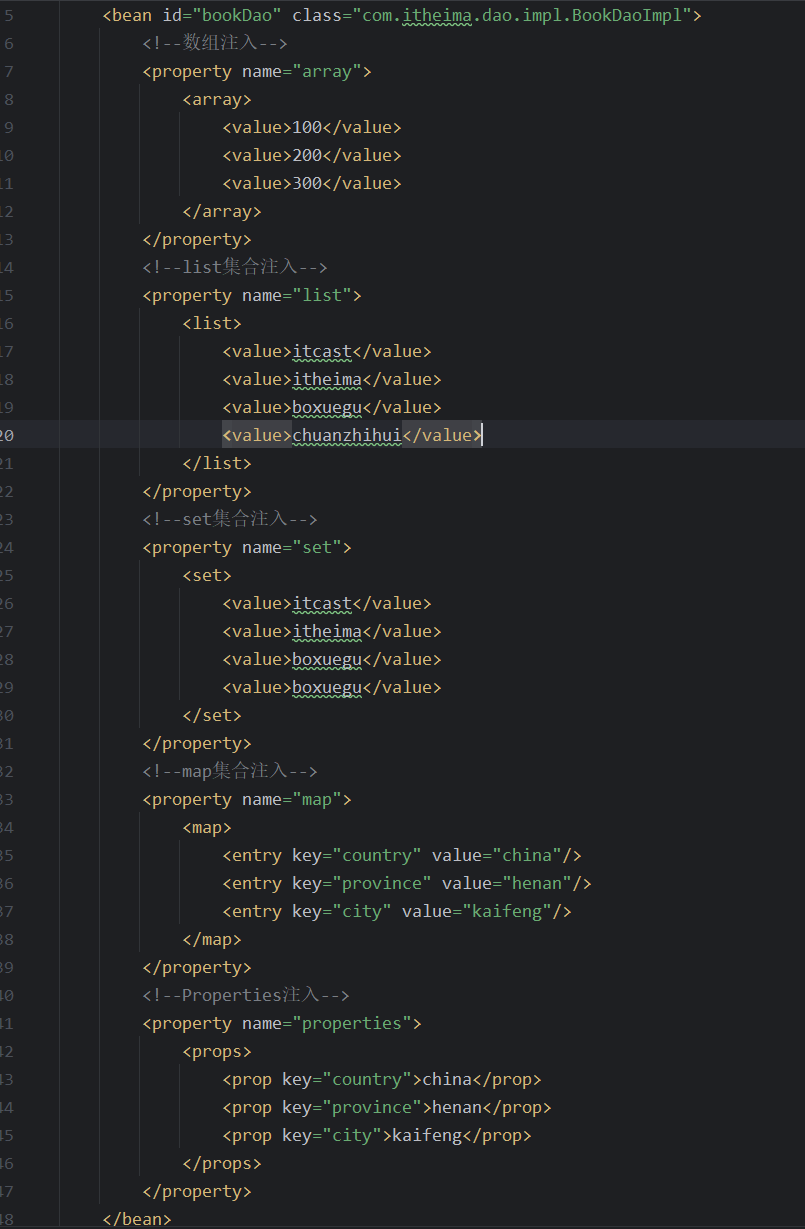 5 <bean id="bookDao" class="com.itheima.dao.impl.BookDaoImpl">
6 <!--数组注入-->
7 <property name="array">
8 <array>
9 <value>100</value>
10 <value>200</value>
11 <value>300</value>
12 </array>
13 </property>
14 <!--list集合注入-->
15 <property name="list">
16 <list>
17 <value>itcast</value>
18 <value>itheima</value>
19 <value>boxuegu</value>
20 <value>chuanzhihui</value>
21 </list>
22 </property>
23 <!--set集合注入-->
24 <property name="set">
25 <set>
26 <value>itcast</value>
27 <value>itheima</value>
28 <value>boxuegu</value>
29 <value>boxuegu</value>
30 </set>
31 </property>
32 <!--map集合注入-->
33 <property name="map">
34 <map>
35 <entry key="country" value="china"/>
36 <entry key="province" value="henan"/>
37 <entry key="city" value="kaifeng"/>
38 </map>
39 </property>
40 <!--Properties注入-->
41 <property name="properties">
42 <props>
43 <prop key="country">china</prop>
44 <prop key="province">henan</prop>
45 <prop key="city">kaifeng</prop>
46 </props>
47 </property>
48 </bean>